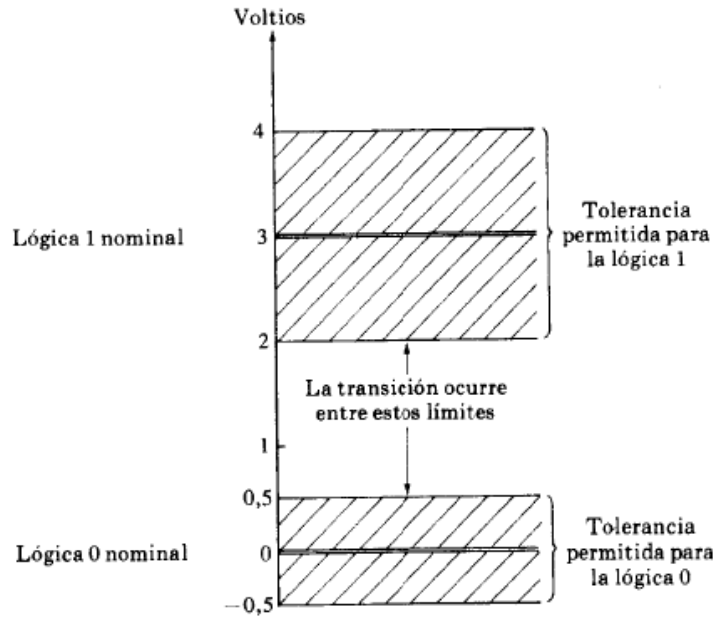 Voltios
4
Lógica 1 nominal
3
Tolerancia
permitida para
la lógica 1
2
La transición ocurre
entre estos límites
1
0,5
Lógica 0 nominal
0
Tolerancia
permitida para
la lógica 0
−0,5